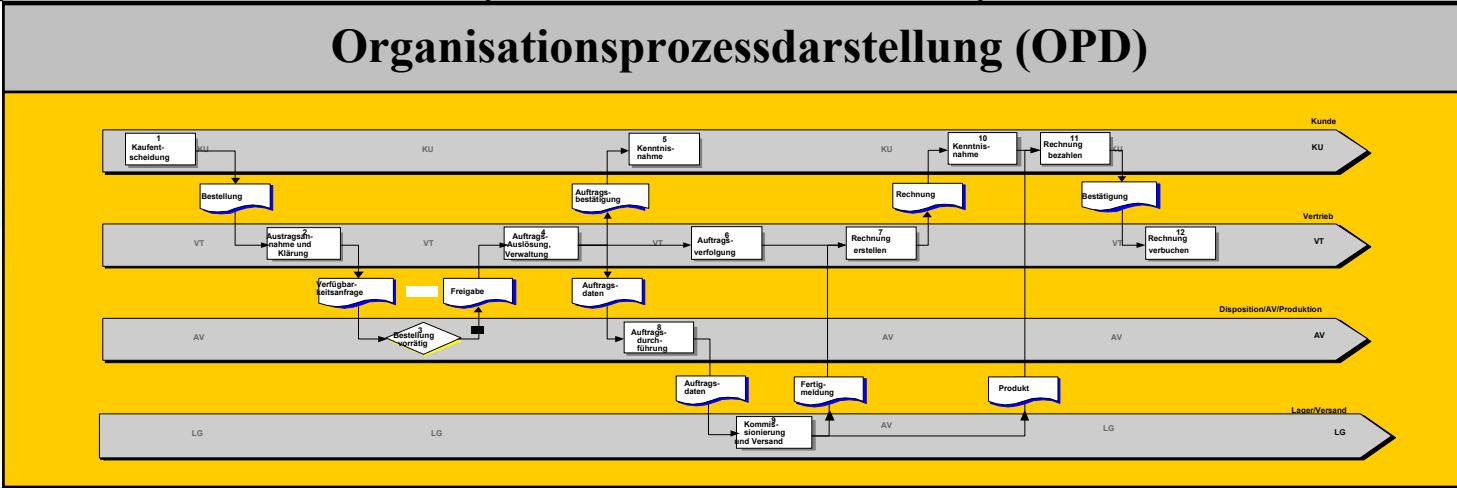 Organisationsprozessdarstellung (OPD)
Kunde
1
Kaufent-
scheidung
KU
KU
5
Kenntnis-
nahme
KU
10
Kenntnis-
nahme
11
Rechnung
bezahlen
KU
KU
Bestellung
Auftrags-
bestätigung
Rechnung
Bestätigung
Vertrieb
VT
2
Austragsan-
nahme und
Klärung
VT
4
Auftrags-
Auslösung,
Verwaltung
VT
6
Auftrags-
verfolgung
7
Rechnung
erstellen
VT
12
Rechnung
verbuchen
VT
Verfügbar-
keitsanfrage
Freigabe
Auftrags-
daten
Disposition/AV/Produktion
AV
3
Bestellung
vorrätig
8
Auftrags-
durch-
führung
AV
AV
AV
Auftrags-
daten
Fertig-
meldung
Produkt
Lager/Versand
LG
LG
9
Kommis-
sionierung
und Versand
AV
LG
LG